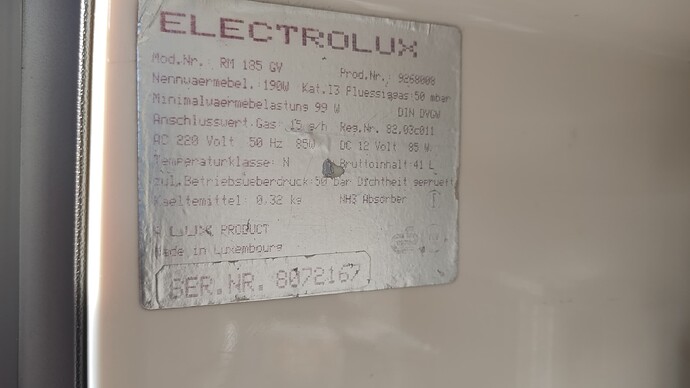 ELECTROLUX
Mod.Nr. RM 185 GV Prod.Nr. 9268008
Nennwaermebel. 190W Kat.I3 Fluessiggas 50 mbar
Minimalwaermebelastung 99 W DIN DVGW
Anschlusswert.Gas: 15 g/h Reg.Nr. 82.03c011
AC 220 Volt 50 Hz 85W DC 12 Volt 85 W
Temperaturklasse: N Bruttoinhalt 41 L
zul.Betriebsueberdruck:50 bar Dichtheit geprueft
Kaeltemittel 0,32 kg NH3 Absorber
LUX PRODUCT
Made in Luxembourg
SER.NR. 8072167